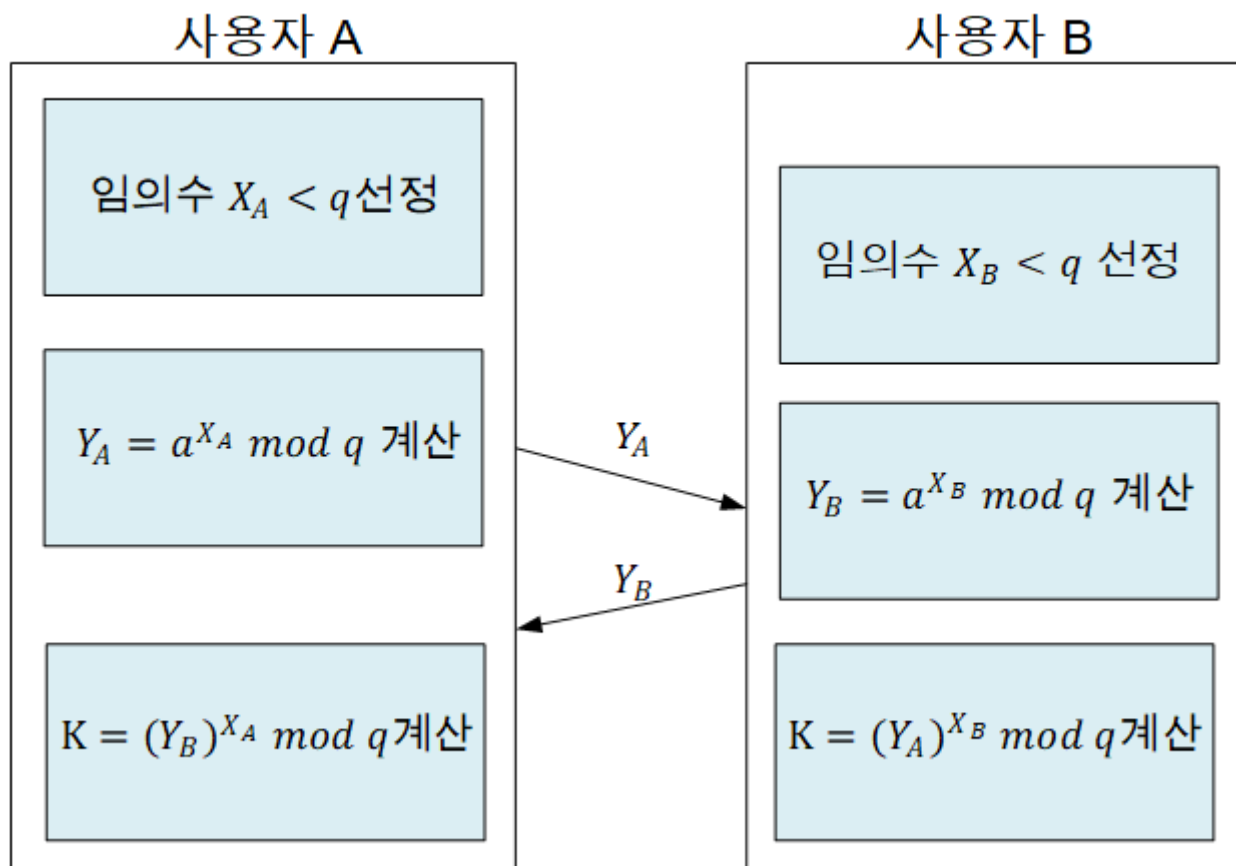 사용자 A
임의수 X_A < q선정
Y_A = a^{X_A} mod q 계산
K = (Y_B)^{X_A} mod q계산
Y_A
Y_B
사용자 B
임의수 X_B < q 선정
Y_B = a^{X_B} mod q 계산
K = (Y_A)^{X_B} mod q계산